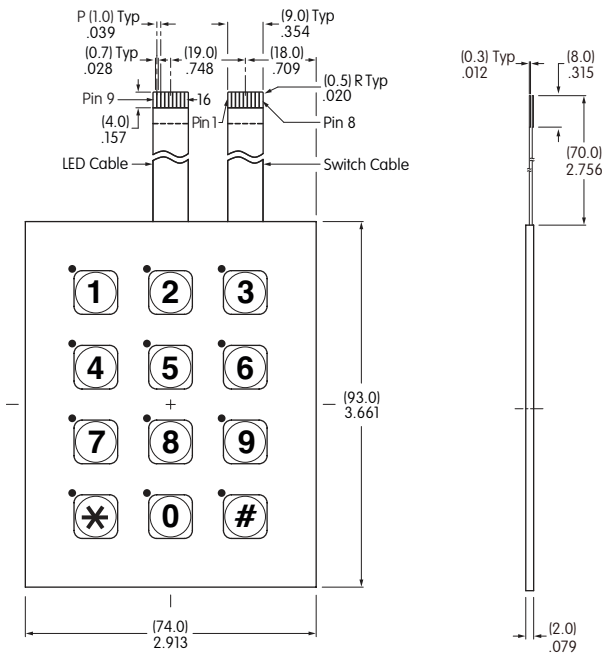 P (1.0) Typ
.039
(9.0) Typ
.354
(0.7) Typ
.028
(19.0)
.748
(18.0)
.709
(0.5) R Typ
.020
Pin 9
16
Pin 1
Pin 8
(4.0)
.157
LED Cable
Switch Cable
(0.3) Typ
.012
(8.0)
.315
(70.0)
2.756
1 2 3
4 5 6
7 8 9
* 0 #
(93.0)
3.661
(74.0)
2.913
(2.0)
.079